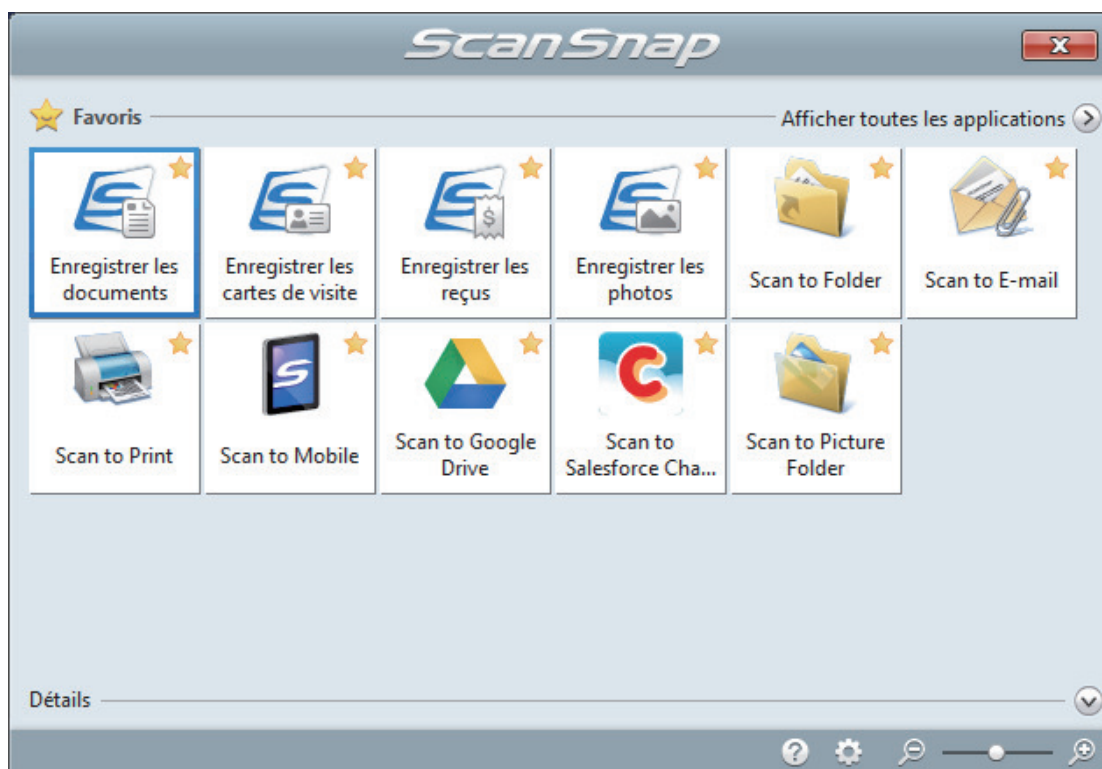 ScanSnap
Favoris
Afficher toutes les applications
Enregistrer les
documents
Enregistrer les
cartes de visite
Enregistrer les
reçus
Enregistrer les
photos
Scan to Folder
Scan to E-mail
Scan to Print
Scan to Mobile
Scan to Google
Drive
Scan to
Salesforce Cha...
Scan to Picture
Folder
Détails